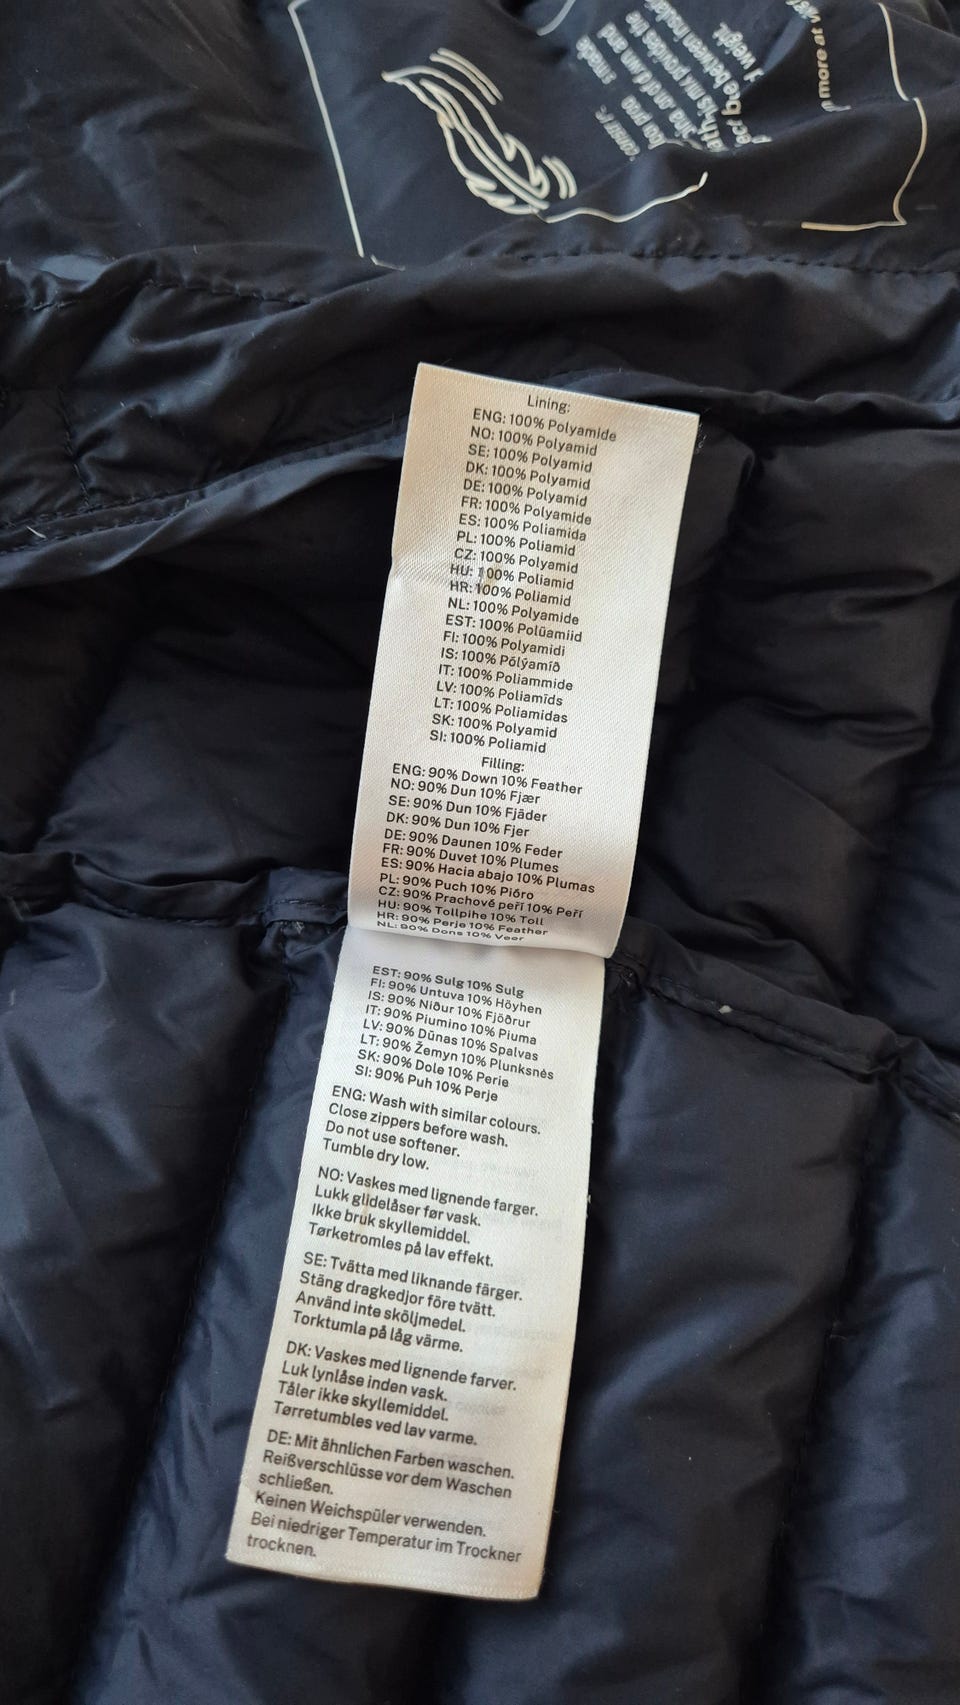 more at
Lining:
ENG: 100% Polyamide
NO: 100% Polyamid
SE: 100% Polyamid
DK: 100% Polyamid
DE: 100% Polyamid
FR: 100% Polyamide
ES: 100% Poliamida
PL: 100% Poliamid
CZ: 100% Polyamid
HU: 100% Poliamid
HR: 100% Poliamid
NL: 100% Polyamide
EST: 100% Polüamiid
FI: 100% Polyamidi
IS: 100% Pólýamíð
IT: 100% Poliammide
LV: 100% Poliamīds
LT: 100% Poliamidas
SK: 100% Polyamid
SI: 100% Poliamid
Filling:
ENG: 90% Down 10% Feather
NO: 90% Dun 10% Fjær
SE: 90% Dun 10% Fjäder
DK: 90% Dun 10% Fjer
DE: 90% Daunen 10% Feder
FR: 90% Duvet 10% Plumes
ES: 90% Hacia abajo 10% Plumas
PL: 90% Puch 10% Pióro
CZ: 90% Prachové peří 10% Peří
HU: 90% Tollpihe 10% Toll
HR: 90% Perje 10% Feather
NL: 90% Dons 10% Veer
EST: 90% Sulg 10% Sulg
FI: 90% Untuva 10% Höyhen
IS: 90% Niður 10% Fjöðrur
IT: 90% Piumino 10% Piuma
LV: 90% Dūnas 10% Spalvas
LT: 90% Žemyn 10% Plunksnės
SK: 90% Dole 10% Perie
SI: 90% Puh 10% Perje
ENG: Wash with similar colours.
Close zippers before wash.
Do not use softener.
Tumble dry low.
NO: Vaskes med lignende farger.
Lukk glidelåser før vask.
Ikke bruk skyllemiddel.
Tørketromles på lav effekt.
SE: Tvätta med liknande färger.
Stäng dragkedjor före tvätt.
Använd inte sköljmedel.
Torktumla på låg värme.
DK: Vaskes med lignende farver.
Luk lynlåse inden vask.
Tåler ikke skyllemiddel.
Tørretumbles ved lav varme.
DE: Mit ähnlichen Farben waschen.
Reißverschlüsse vor dem Waschen
schließen.
Keinen Weichspüler verwenden.
Bei niedriger Temperatur im Trockner
trocknen.